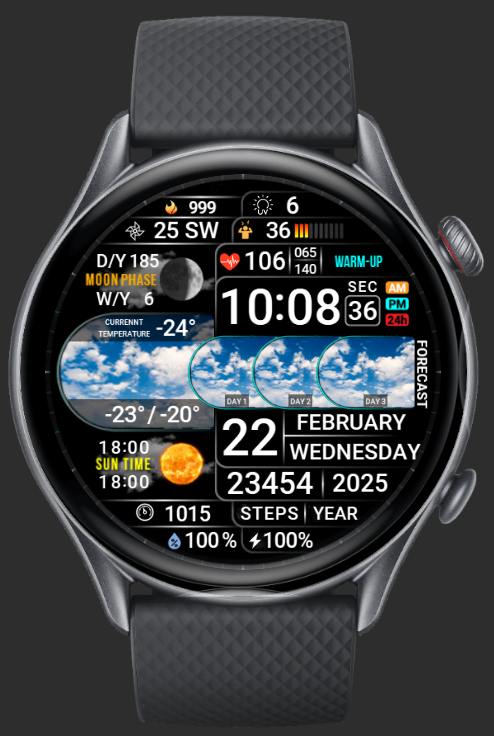 999
6
25 SW
36
D/Y 185
MOON PHASE
W/Y 6
106
065
140
WARM-UP
10:08
SEC
36
AM
PM
24h
CURRENNT
TEMPERATURE
-24°
-23°/-20°
DAY 1
DAY 2
DAY 3
FORECAST
22
FEBRUARY
WEDNESDAY
18:00
SUN TIME
18:00
23454
2025
STEPS
YEAR
1015
100%
100%